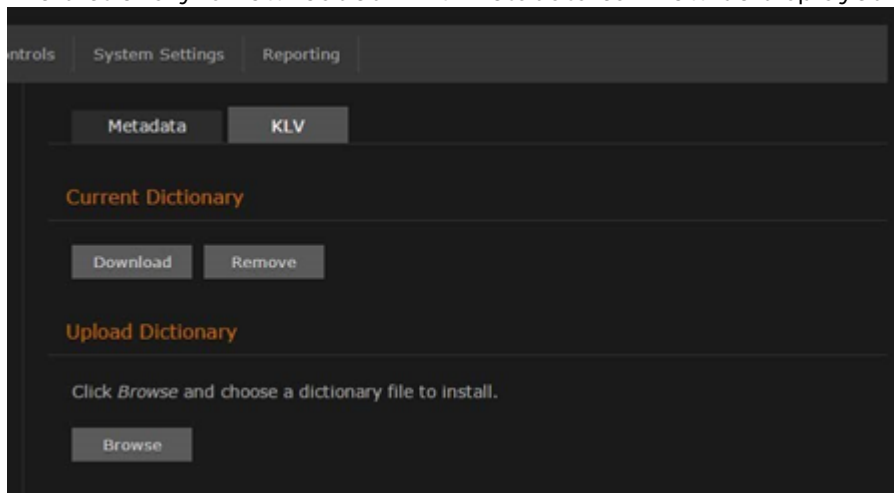 ntrols System Settings Reporting
Metadata KLV
Current Dictionary
Download Remove
Upload Dictionary
Click Browse and choose a dictionary file to install.
Browse